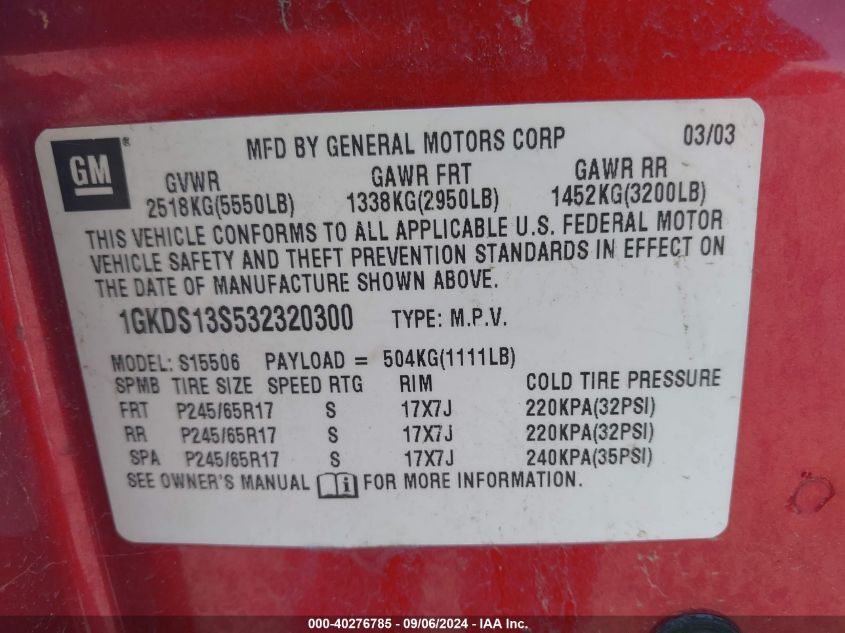 GM®
MFD BY GENERAL MOTORS CORP 03/03
GVWR GAWR FRT GAWR RR
2518KG(5550LB) 1338KG(2950LB) 1452KG(3200LB)
THIS VEHICLE CONFORMS TO ALL APPLICABLE U.S. FEDERAL MOTOR
VEHICLE SAFETY AND THEFT PREVENTION STANDARDS IN EFFECT ON
THE DATE OF MANUFACTURE SHOWN ABOVE.
1GKDS13S532320300 TYPE: M.P.V.
MODEL: S15506 PAYLOAD = 504KG(1111LB)
SPMB TIRE SIZE SPEED RTG RIM COLD TIRE PRESSURE
FRT P245/65R17 S 17X7J 220KPA(32PSI)
RR P245/65R17 S 17X7J 220KPA(32PSI)
SPA P245/65R17 S 17X7J 240KPA(35PSI)
SEE OWNER'S MANUAL i FOR MORE INFORMATION.
000-40276785 - 09/06/2024 - IAAI Inc.